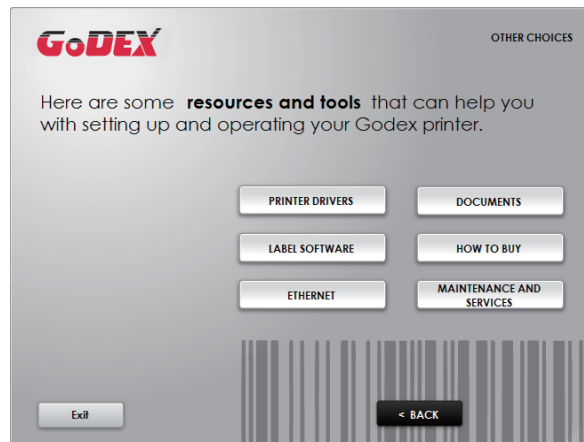 GoDEX
OTHER CHOICES
Here are some resources and tools that can help you
with setting up and operating your Godex printer.
PRINTER DRIVERS
DOCUMENTS
LABEL SOFTWARE
HOW TO BUY
ETHERNET
MAINTENANCE AND
SERVICES
Exit
< BACK